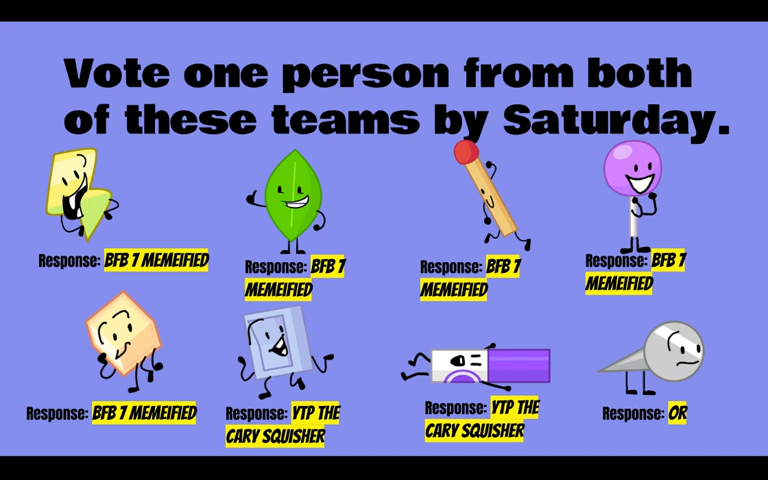 Vote one person from both
of these teams by Saturday.
Response: BFB 7 MEMEIFIED
Response: BFB 7
MEMEIFIED
Response: BFB 7
MEMEIFIED
Response: BFB 7
MEMEIFIED
Response: BFB 7 MEMEIFIED
Response: YTP THE
CARY SQUISHER
Response: YTP THE
CARY SQUISHER
Response: OR